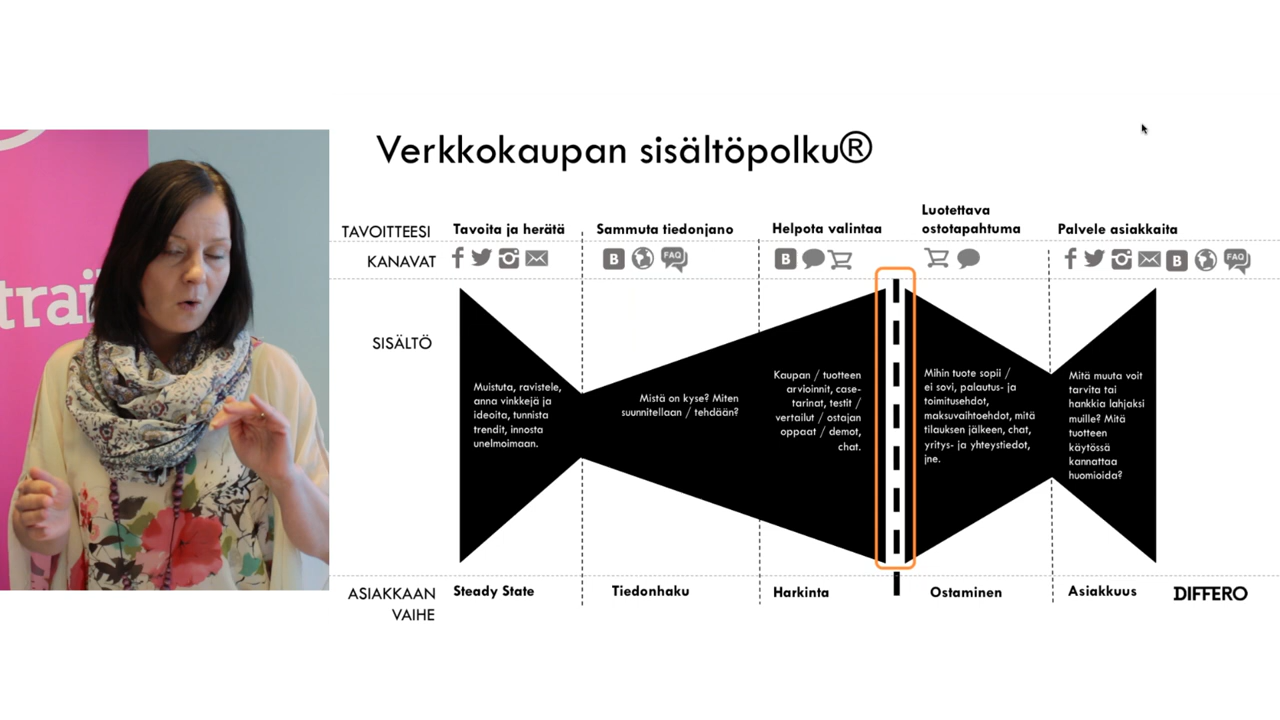 Verkkokaupan sisältöpolku®
TAVOITTEESI
Tavoita ja herätä
Sammuta tiedonjano
Helpota valintaa
Luotettava
ostotapahtuma
Palvele asiakkaita
KANAVAT
B
FAQ
B
B
FAQ
SISÄLTÖ
Muistuta, ravistele,
anna vinkkejä ja
ideoita, tunnista
trendit, innosta
unelmoimaan.
Mistä on kyse? Miten
suunnitellaan / tehdään?
Kaupan / tuotteen
arvioinnit, case-
tarinat, testit /
vertailut / ostajan
oppaat / demot,
chat.
Mihin tuote sopii /
ei sovi, palautus- ja
toimitusehdot,
maksuvaihtoehdot, mitä
tilauksen jälkeen, chat,
yritys- ja yhteystiedot,
jne.
Mitä muuta voit
tarvita tai
hankkia lahjaksi
muille? Mitä
tuotteen
käytössä
kannattaa
huomioida?
ASIAKKAAN
VAIHE
Steady State
Tiedonhaku
Harkinta
Ostaminen
Asiakkuus
DIFFERO